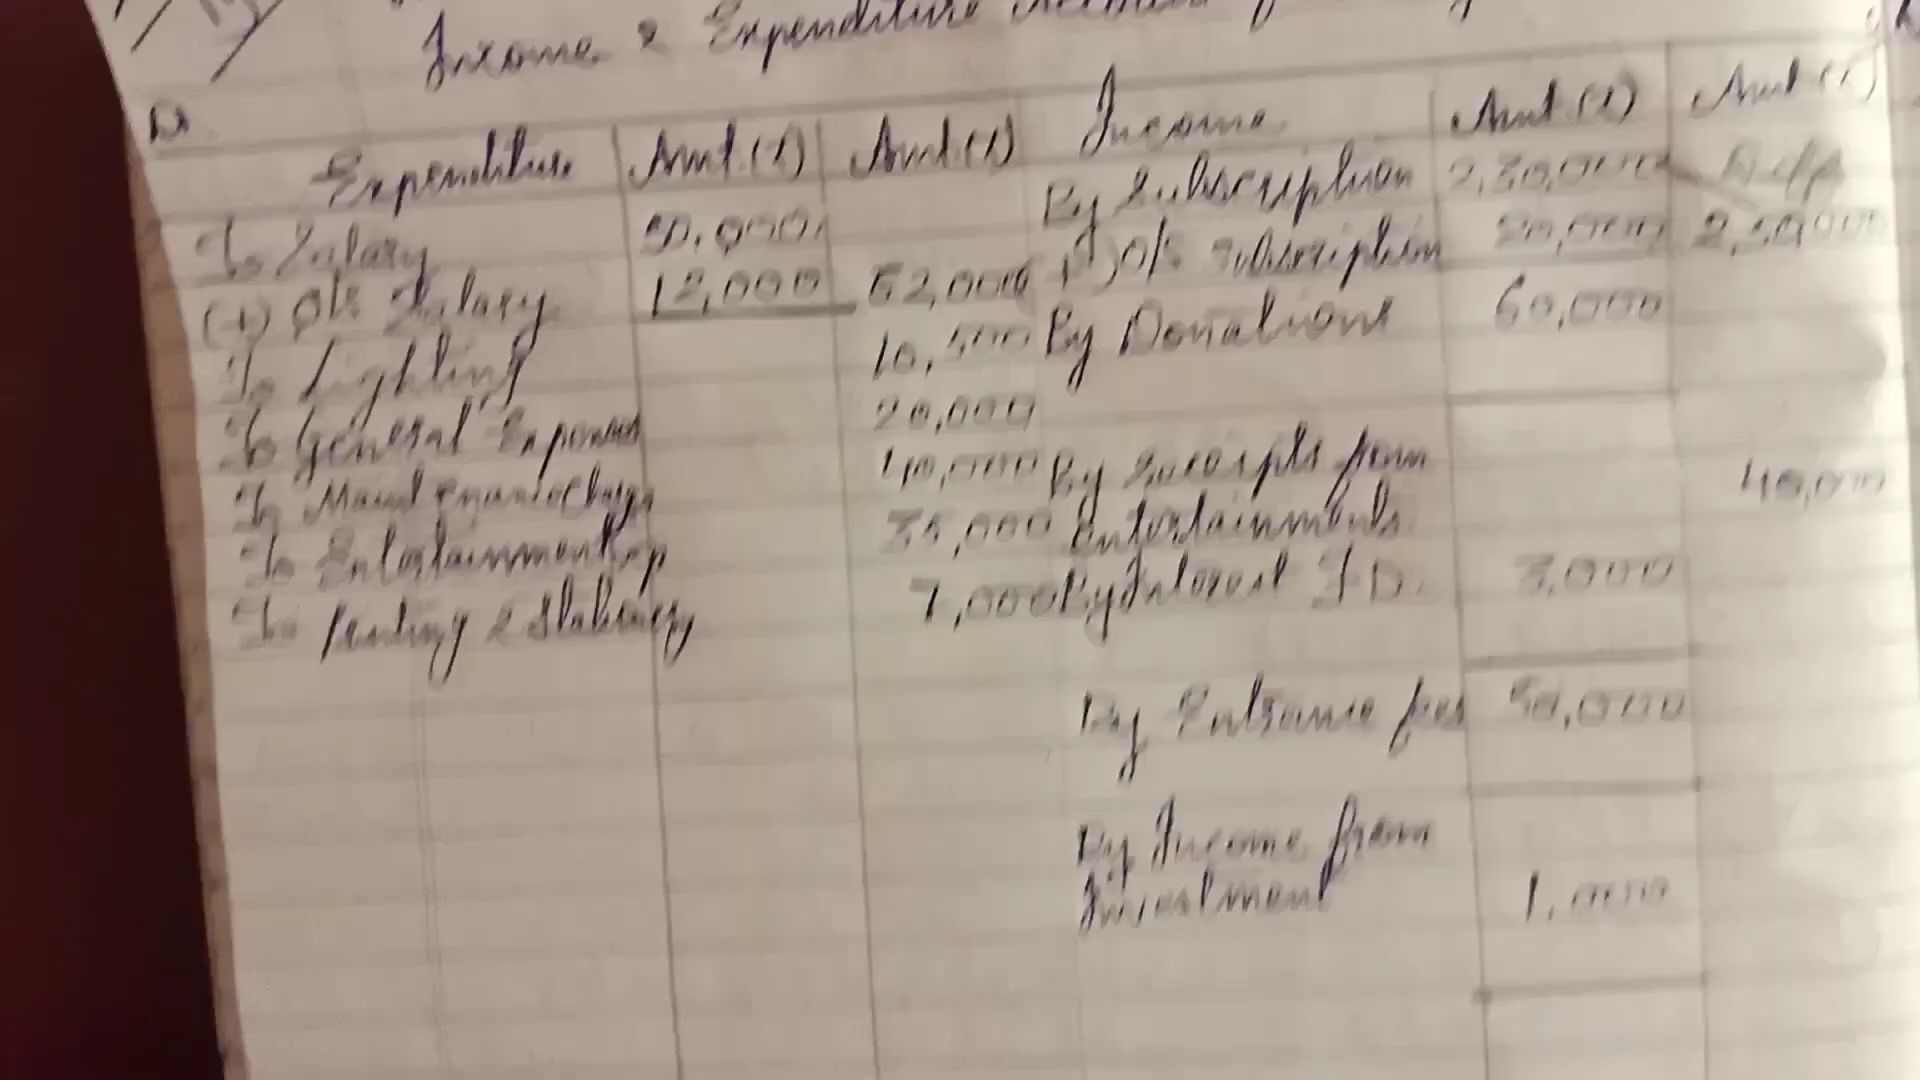 Income & Expenditure
Dr
Expenditure Amt.(₹) Amt.(₹) Income Amt.(₹) Amt.(₹)
To Salary 50,000 By Subscription 2,30,000
(+) O/s Salary 12,000 62,000 (+) O/s Subscription 20,000 2,50,000
To Lighting 10,500 By Donations 60,000
To General Expenses 20,000
To Maintenance Charges 40,000 By Receipts from 40,000
To Entertainment Exp 35,000 entertainments
To Printing & Stationery 7,000 By Interest F.D. 3,000
By Entrance fees 50,000
By Income from
Investment 1,000